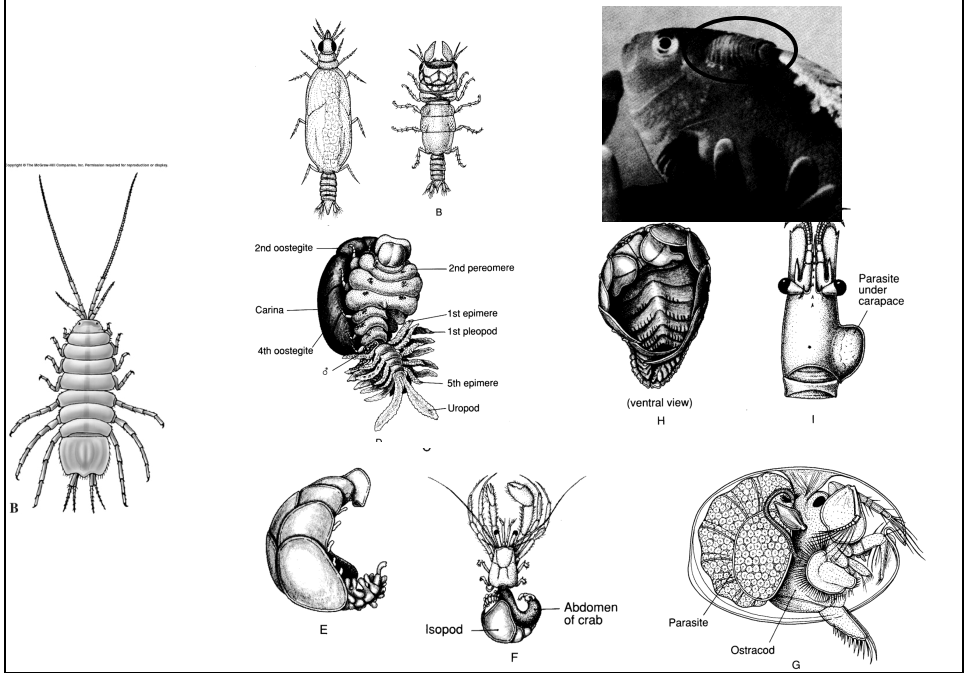 Copyright © The McGraw-Hill Companies, Inc. Permission required for reproduction or display.
B
B
2nd oostegite
2nd pereomere
Carina
1st epimere
1st pleopod
4th oostegite
♂
5th epimere
Uropod
(ventral view)
H
Parasite
under
carapace
I
E
Isopod
Abdomen
of crab
F
Parasite
Ostracod
G